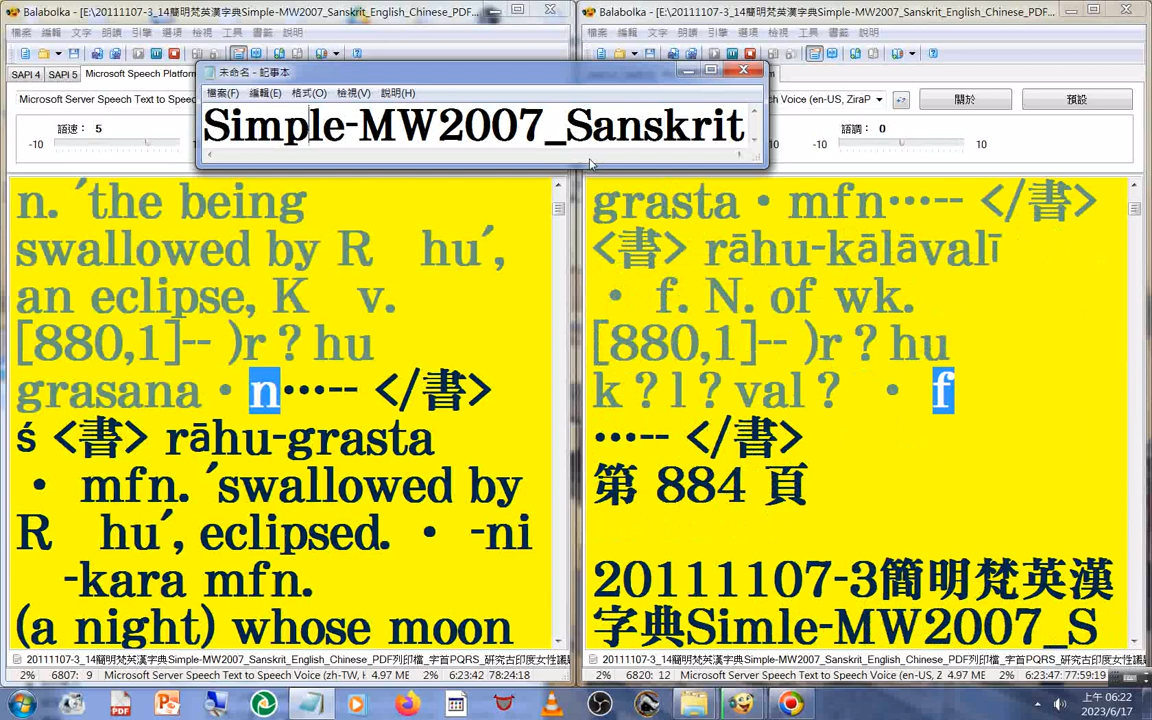 Balabolka - [E:\20111107-3_14簡明梵英漢字典Simple-MW2007_Sanskrit_English_Chinese_PDF...
檔案 編輯 文字 朗讀 引擎 選項 檢視 工具 書籤 說明
SAPI 4 SAPI 5 Microsoft Speech Platform
Microsoft Server Speech Text to Speech
語速： 5
-10
n. ′the being
swallowed by R hu′,
an eclipse, K v.
[880,1]-- )r？hu
grasana・n…-- </書>
ś <書> rāhu-grasta
・ mfn. ′swallowed by
R hu′, eclipsed.・ -ni
-kara mfn.
(a night) whose moon
20111107-3_14簡明梵英漢字典Simple-MW2007_Sanskrit_English_Chinese_PDF列印檔_字首PQRS_研究古印度女性議
2% 6807: 9 Microsoft Server Speech Text to Speech Voice (zh-TW, H 4.97 MB 2% 6:23:42 78:24:18
未命名 - 記事本
檔案(F) 編輯(E) 格式(O) 檢視(V) 說明(H)
Simple-MW2007_Sanskrit
Balabolka - [E:\20111107-3_14簡明梵英漢字典Simple-MW2007_Sanskrit_English_Chinese_PDF...
檔案 編輯 文字 朗讀 引擎 選項 檢視 工具 書籤 說明
Voice (en-US, ZiraP 關於 預設
語調： 0
10
grasta・mfn…-- </書>
<書> rāhu-kālāvalī
・ f. N. of wk.
[880,1]-- )r？hu
k？l？val？ ・ f
…-- </書>
第 884 頁
20111107-3簡明梵英漢
字典Simle-MW2007_S
20111107-3_14簡明梵英漢字典Simple-MW2007_Sanskrit_English_Chinese_PDF列印檔_字首PQRS_研究古印度女性議
2% 6820: 12 Microsoft Server Speech Text to Speech Voice (en-US, Z 4.97 MB 2% 6:23:47 77:59:19
上午 06:22
2023/6/17